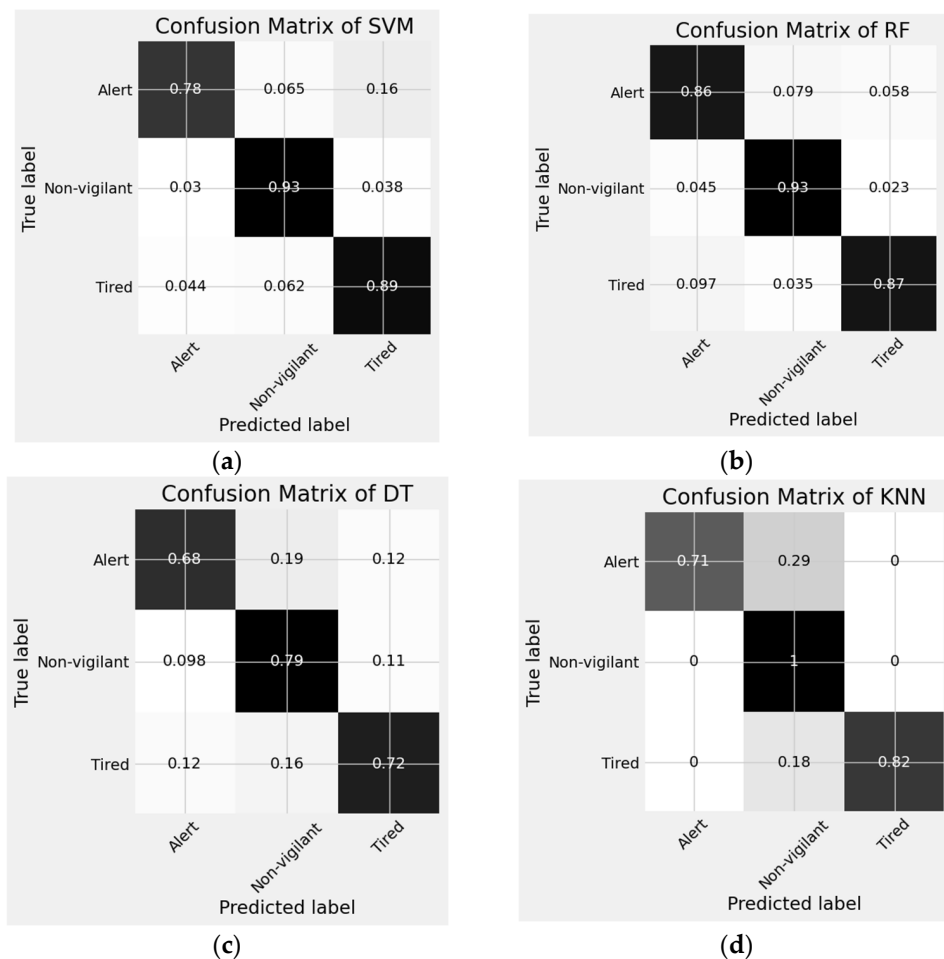 Confusion Matrix of SVM
True label
Alert 0.78 0.065 0.16
Non-vigilant 0.03 0.93 0.038
Tired 0.044 0.062 0.89
Alert Non-vigilant Tired
Predicted label
(a)
Confusion Matrix of RF
True label
Alert 0.86 0.079 0.058
Non-vigilant 0.045 0.93 0.023
Tired 0.097 0.035 0.87
Alert Non-vigilant Tired
Predicted label
(b)
Confusion Matrix of DT
True label
Alert 0.68 0.19 0.12
Non-vigilant 0.098 0.79 0.11
Tired 0.12 0.16 0.72
Alert Non-vigilant Tired
Predicted label
(c)
Confusion Matrix of KNN
True label
Alert 0.71 0.29 0
Non-vigilant 0 1 0
Tired 0 0.18 0.82
Alert Non-vigilant Tired
Predicted label
(d)